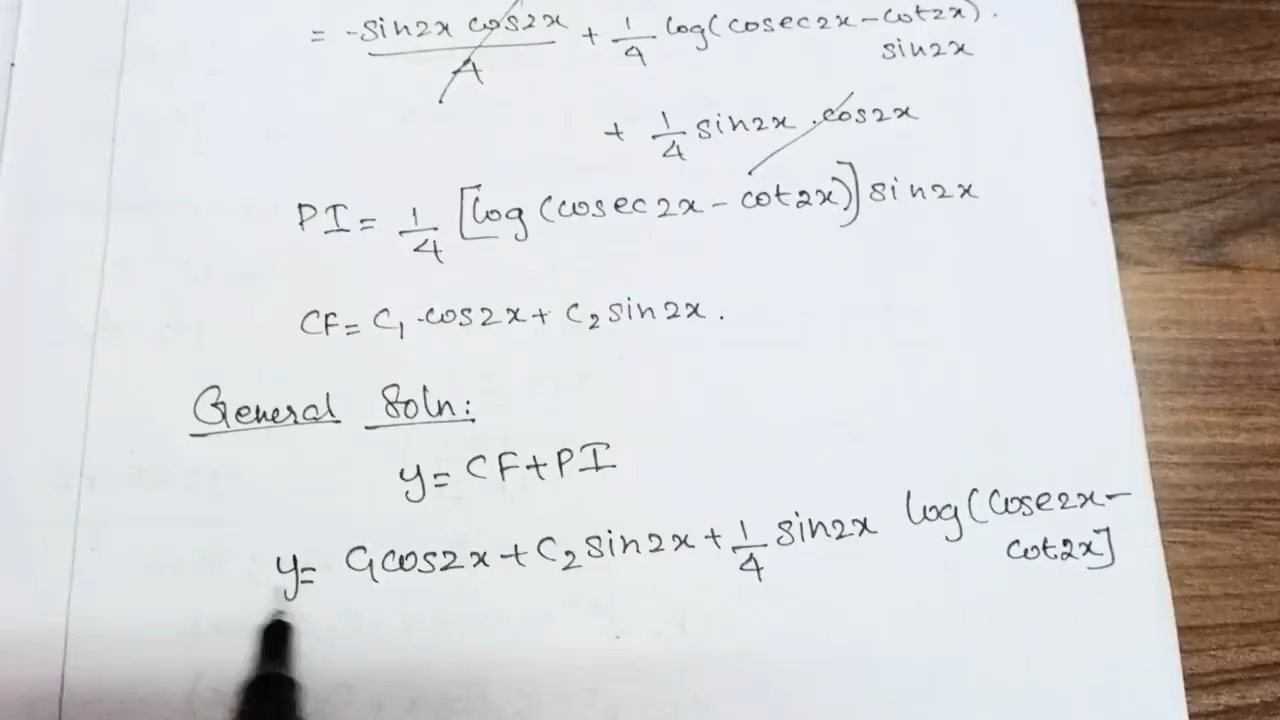 = -sin2x cos2x / 4 + 1/4 log(cosec2x - cot2x).
sin2x
+ 1/4 sin2x . cos2x
PI = 1/4 [log (cosec2x - cot2x)] sin2x
CF = C₁ cos2x + C₂ sin2x .
General Soln:
y = CF + PI
y = C₁cos2x + C₂ sin2x + 1/4 sin2x log(Cose2x -
cot2x]